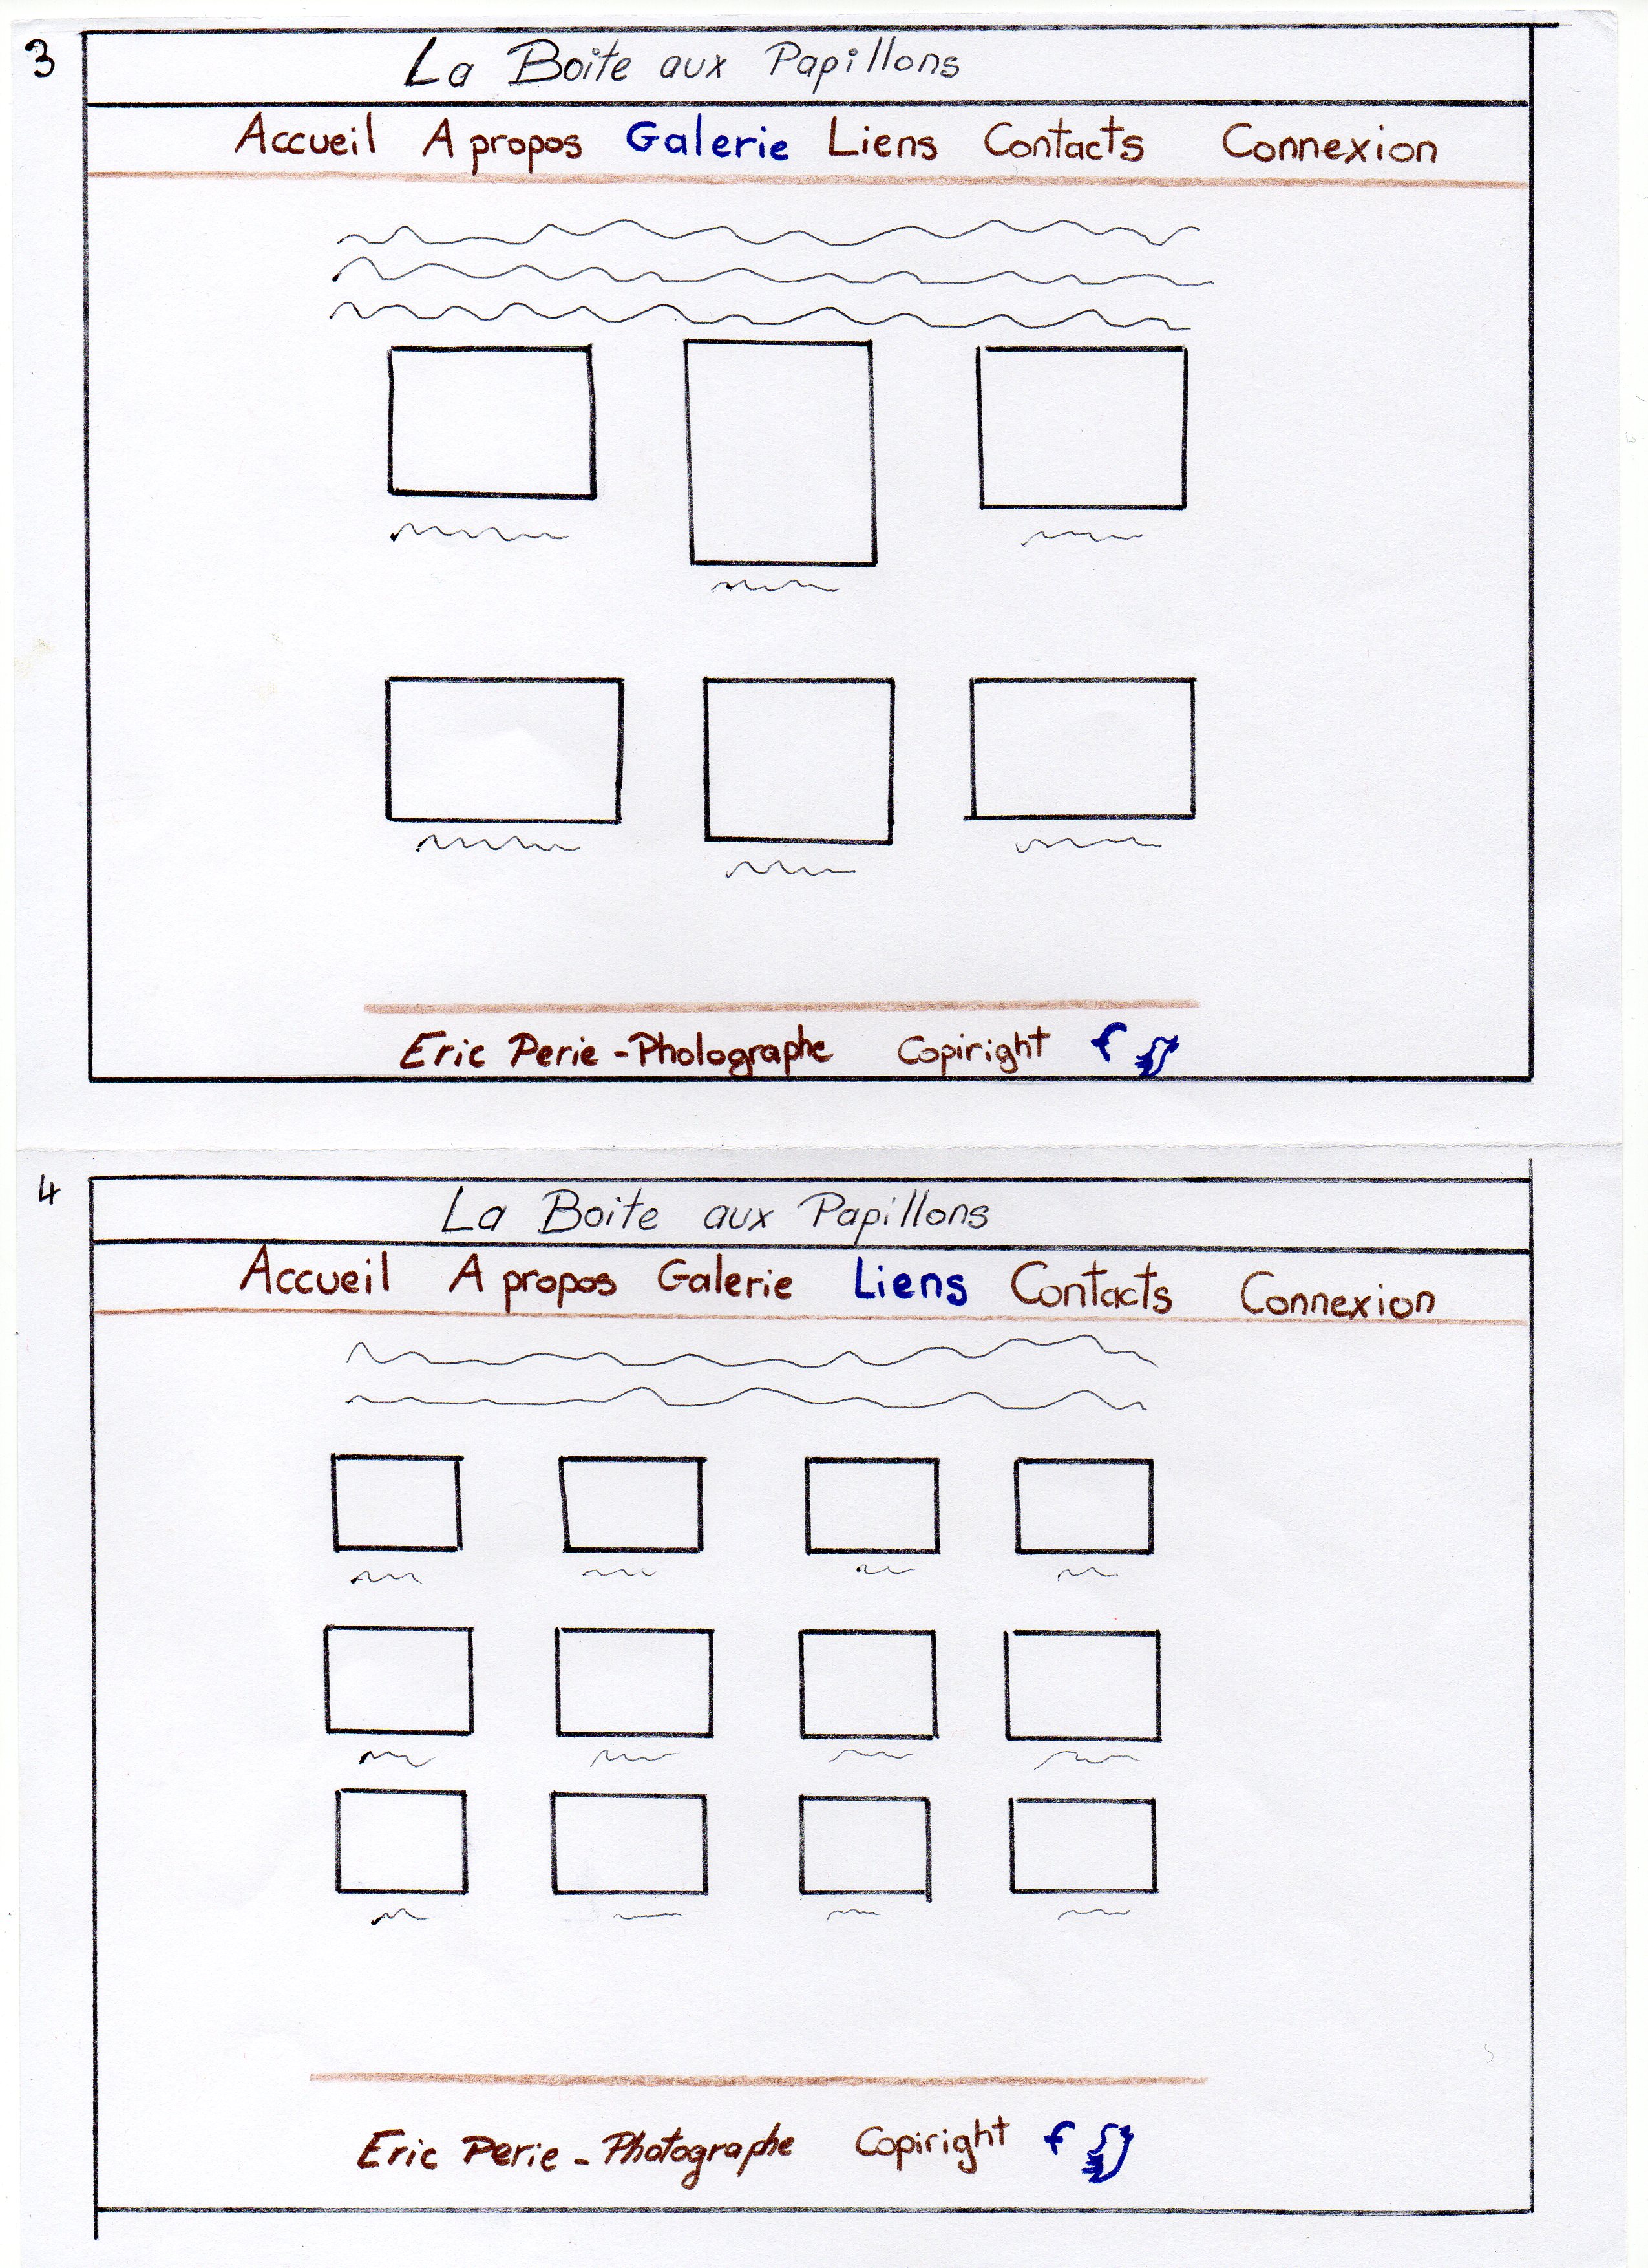 3
La Boite aux Papillons
Accueil A propos Galerie Liens Contacts Connexion
Eric Perie - Pholographe Copiright f
4
La Boite aux Papillons
Accueil A propos Galerie Liens Contacts Connexion
Eric Perie - Photographe Copiright f